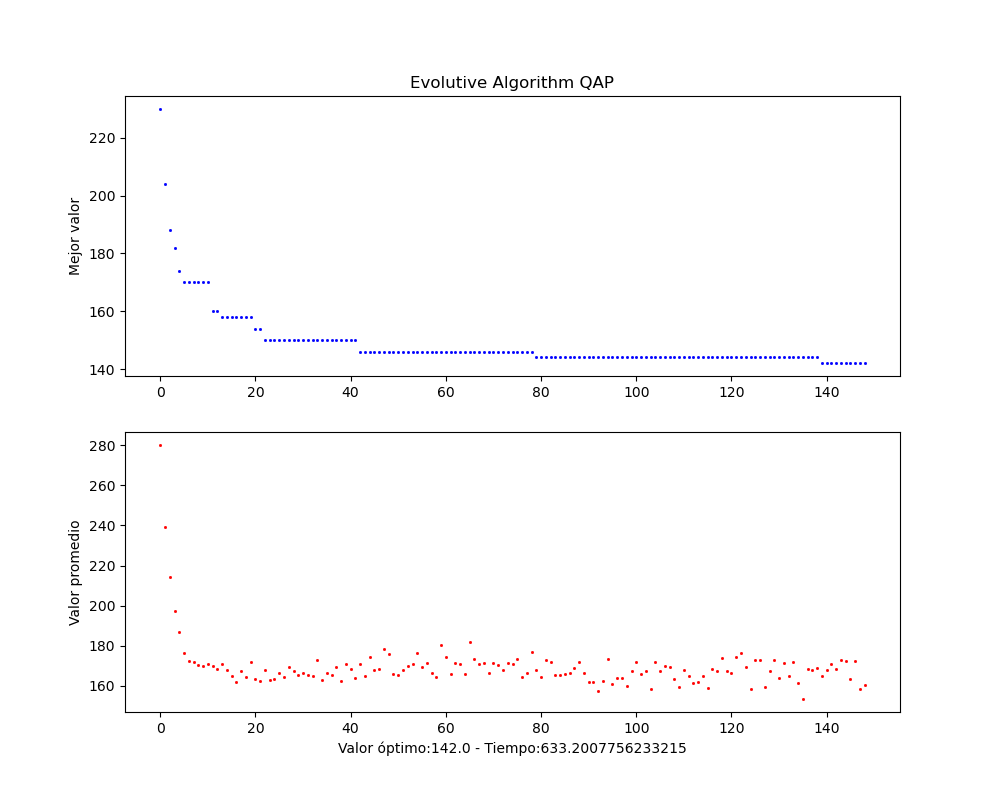 Evolutive Algorithm QAP
Mejor valor
220
200
180
160
140
0 20 40 60 80 100 120 140
Valor promedio
280
260
240
220
200
180
160
0 20 40 60 80 100 120 140
Valor óptimo:142.0 - Tiempo:633.2007756233215